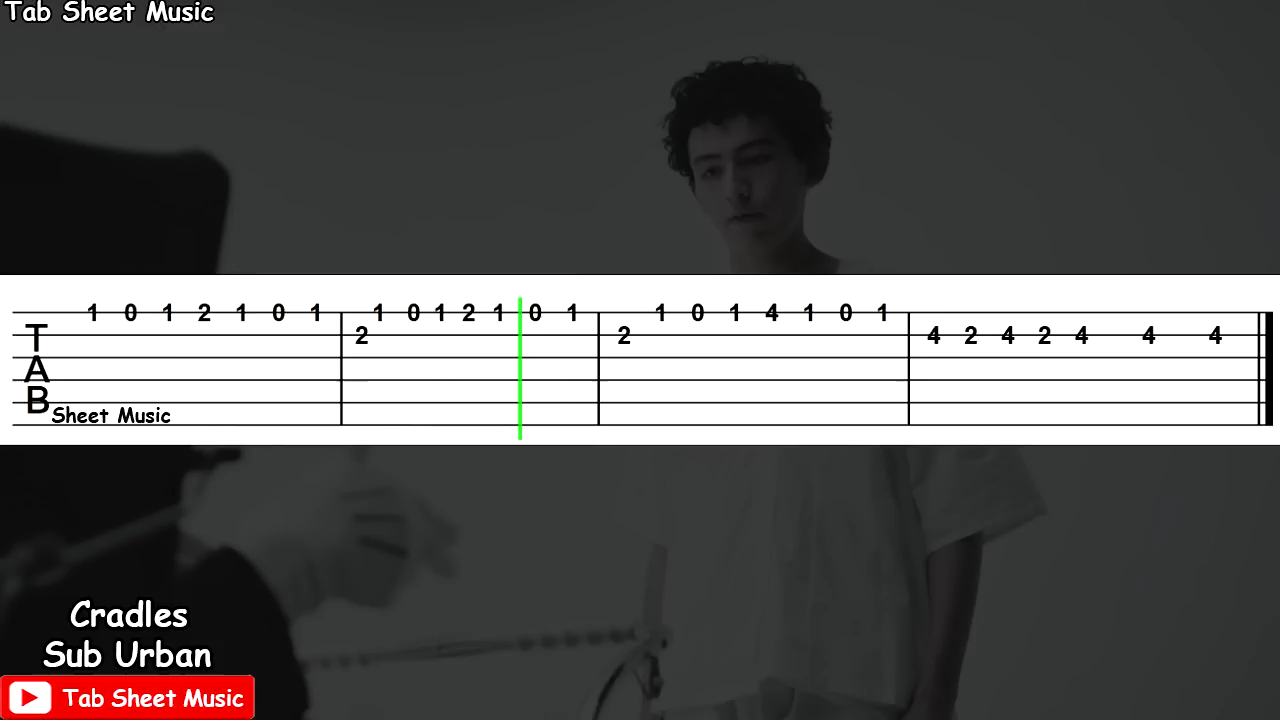 Tab Sheet Music
1 0 1 2 1 0 1 1 0 1 2 1 0 1 1 0 1 4 1 0 1
T 2 2 4 2 4 2 4 4 4
A
B
Sheet Music
Cradles
Sub Urban
Tab Sheet Music